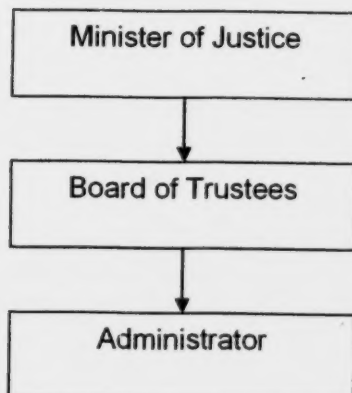 Minister of Justice
Board of Trustees
Administrator